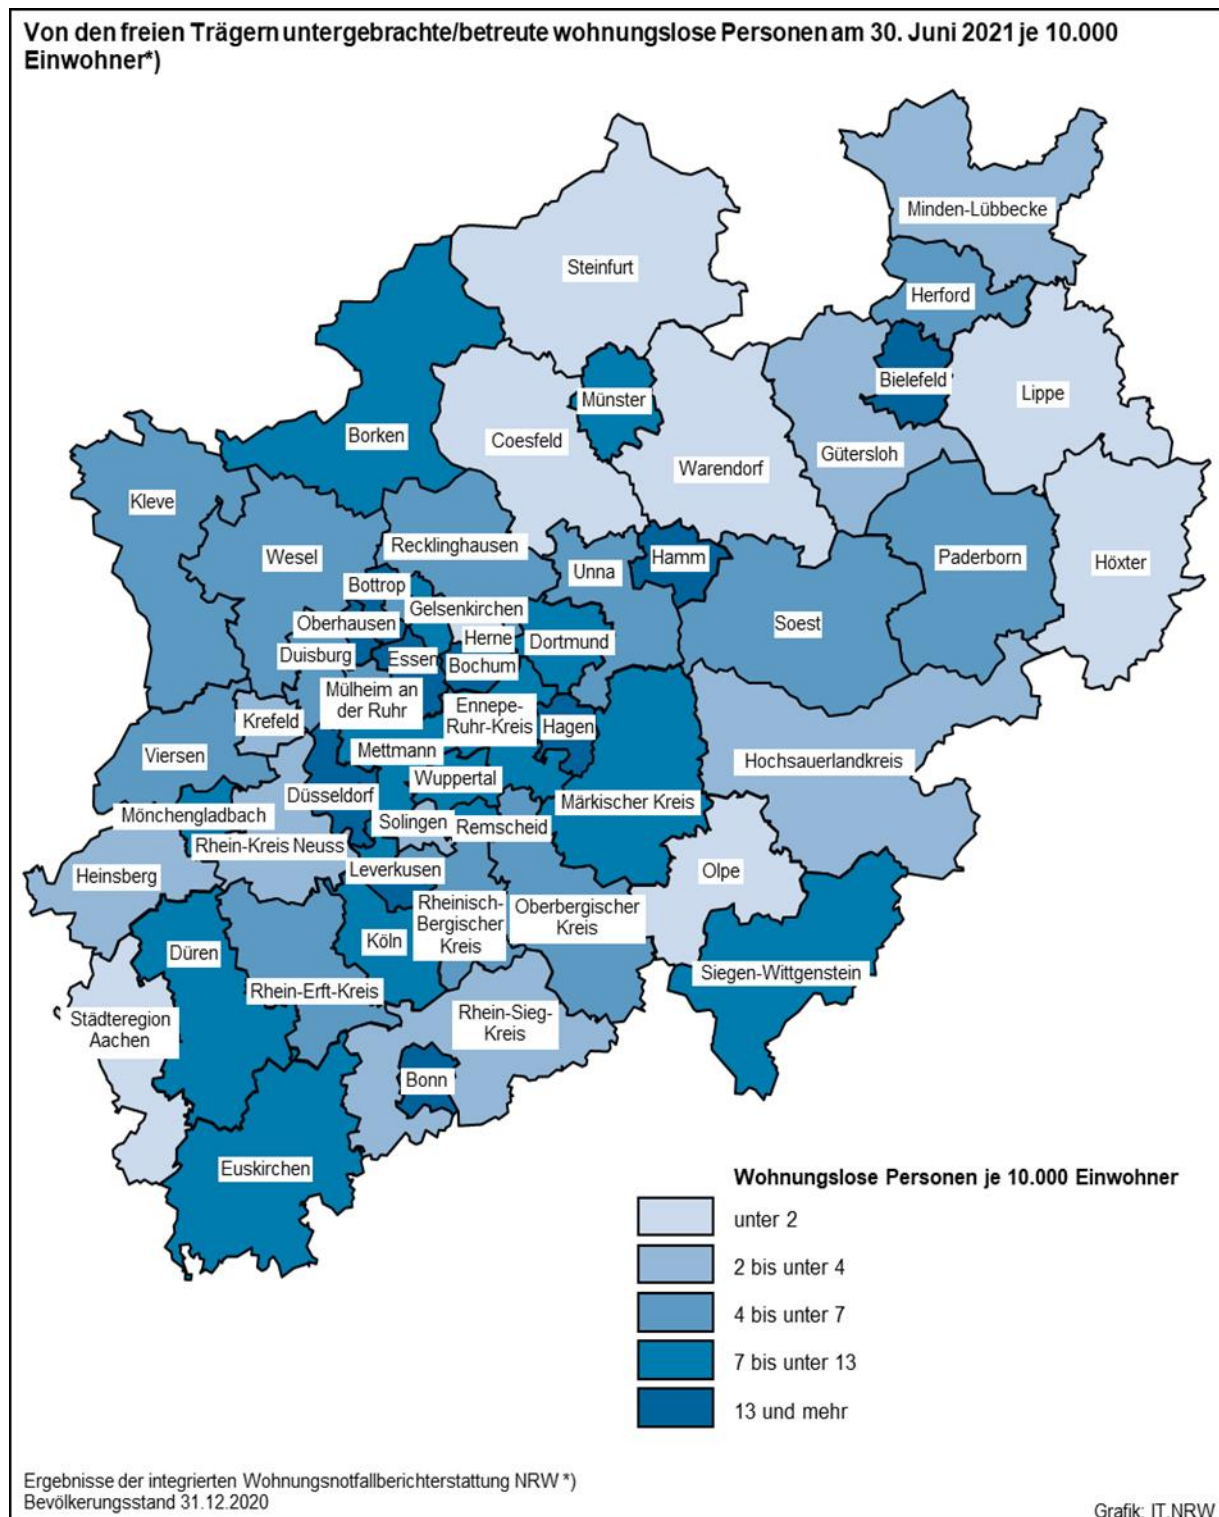 Von den freien Trägern untergebrachte/betreute wohnungslose Personen am 30. Juni 2021 je 10.000
Einwohner*)
Minden-Lübbecke
Steinfurt
Herford
Bielefeld
Lippe
Münster
Borken
Coesfeld
Gütersloh
Warendorf
Kleve
Recklinghausen
Wesel
Hamm
Paderborn
Höxter
Unna
Bottrop
Gelsenkirchen
Oberhausen
Soest
Herne
Dortmund
Duisburg
Essen
Bochum
Mülheim an
der Ruhr
Ennepe-
Ruhr-Kreis
Krefeld
Hagen
Viersen
Mettmann
Hochsauerlandkreis
Wuppertal
Düsseldorf
Märkischer Kreis
Mönchengladbach
Solingen
Remscheid
Rhein-Kreis Neuss
Leverkusen
Olpe
Heinsberg
Rheinisch-
Bergischer
Kreis
Oberbergischer
Kreis
Köln
Düren
Siegen-Wittgenstein
Rhein-Erft-Kreis
Rhein-Sieg-
Kreis
Städteregion
Aachen
Bonn
Euskirchen
Wohnungslose Personen je 10.000 Einwohner
unter 2
2 bis unter 4
4 bis unter 7
7 bis unter 13
13 und mehr
Ergebnisse der integrierten Wohnungsnotfallberichterstattung NRW *)
Bevölkerungsstand 31.12.2020
Grafik: IT.NRW